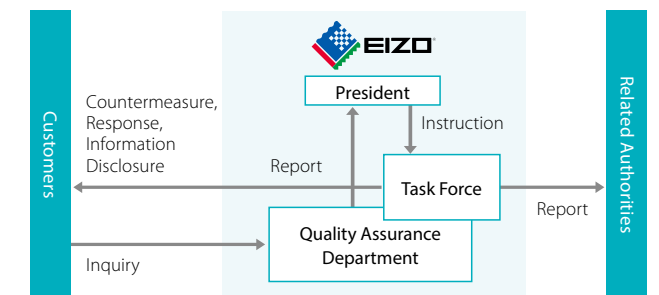 EIZO
President
Countermeasure,
Response,
Information
Disclosure
Instruction
Customers
Related Authorities
Report
Task Force
Report
Quality Assurance
Department
Inquiry